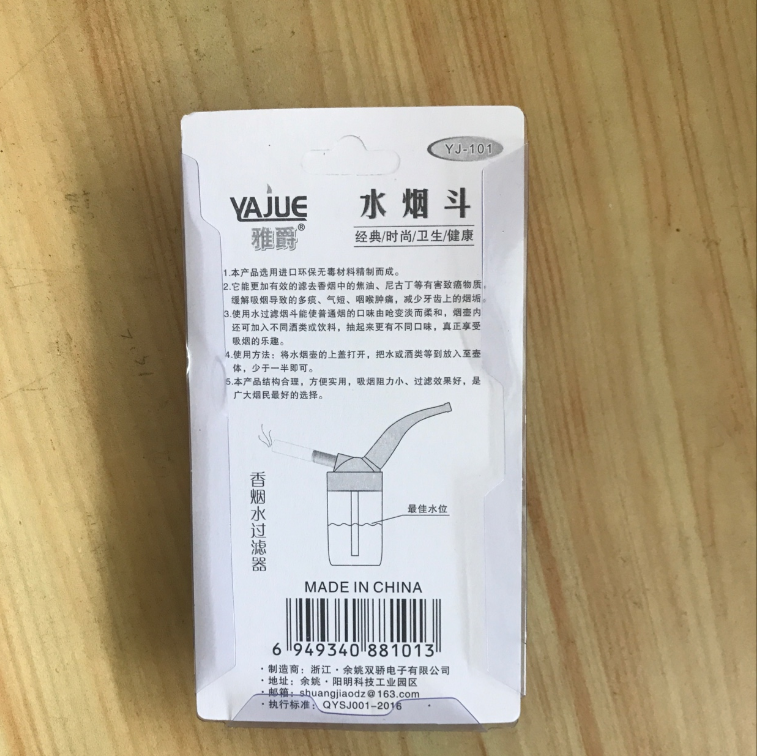 YJ-101
YAJUE
雅爵®
水烟斗
经典/时尚/卫生/健康
1.本产品选用进口环保无毒材料精制而成。
2.它能更加有效的滤去香烟中的焦油、尼古丁等有害致癌物质,
缓解吸烟导致的多痰、气短、咽喉肿痛，减少牙齿上的烟垢。
3.使用水过滤烟斗能使普通烟的口味由呛变淡而柔和，烟壶内
还可加入不同酒类或饮料，抽起来更有不同口味，真正享受
吸烟的乐趣。
4.使用方法：将水烟壶的上盖打开，把水或酒类等到放入至壶
体，少于一半即可。
5.本产品结构合理，方便实用，吸烟阻力小、过滤效果好，是
广大烟民最好的选择。
香烟水过滤器
最佳水位
MADE IN CHINA
6 949340 881013
·制造商：浙江·余姚双骄电子有限公司
·地址：余姚·阳明科技工业园区
·邮箱：shuangjiaodz@163.com
·执行标准：QYSJ001-2016